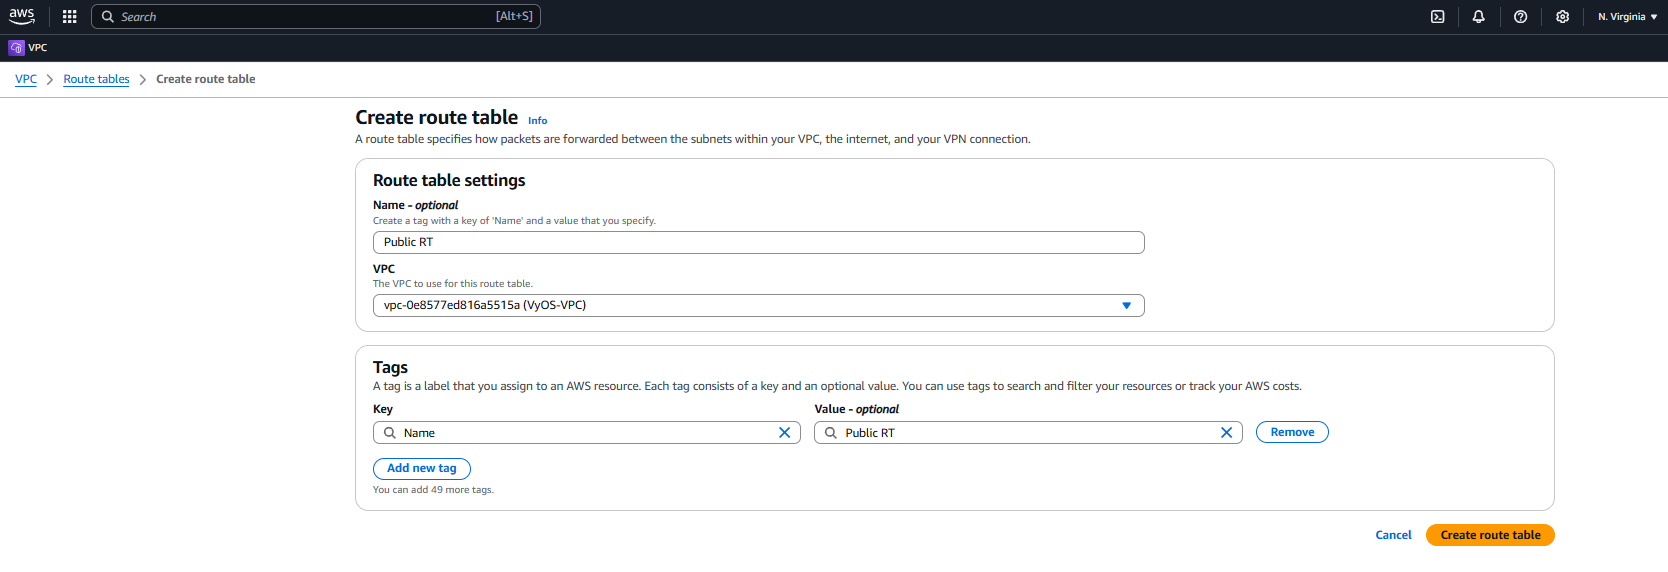 aws
Search [Alt+S]
N. Virginia
VPC
VPC > Route tables > Create route table
Create route table Info
A route table specifies how packets are forwarded between the subnets within your VPC, the internet, and your VPN connection.
Route table settings
Name - optional
Create a tag with a key of 'Name' and a value that you specify.
Public RT
VPC
The VPC to use for this route table.
vpc-0e8577ed816a5515a (VyOS-VPC)
Tags
A tag is a label that you assign to an AWS resource. Each tag consists of a key and an optional value. You can use tags to search and filter your resources or track your AWS costs.
Key Value - optional
Name Public RT Remove
Add new tag
You can add 49 more tags.
Cancel Create route table